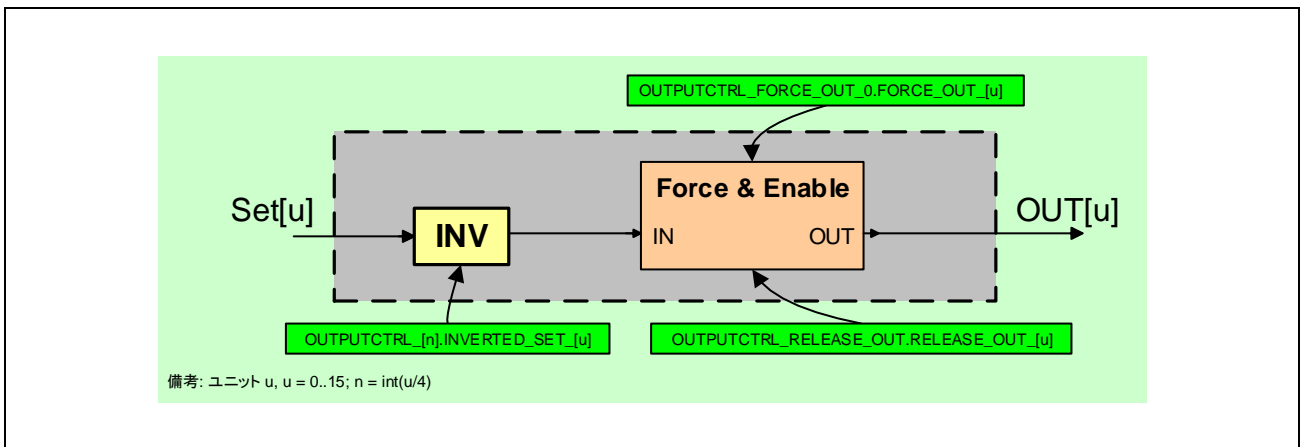 OUTPUTCTRL_FORCE_OUT_0.FORCE_OUT_[u]
Force & Enable
Set[u]
INV
IN
OUT
OUT[u]
OUTPUTCTRL_[n].INVERTED_SET_[u]
OUTPUTCTRL_RELEASE_OUT.RELEASE_OUT_[u]
備考: ユニット u, u = 0..15; n = int(u/4)